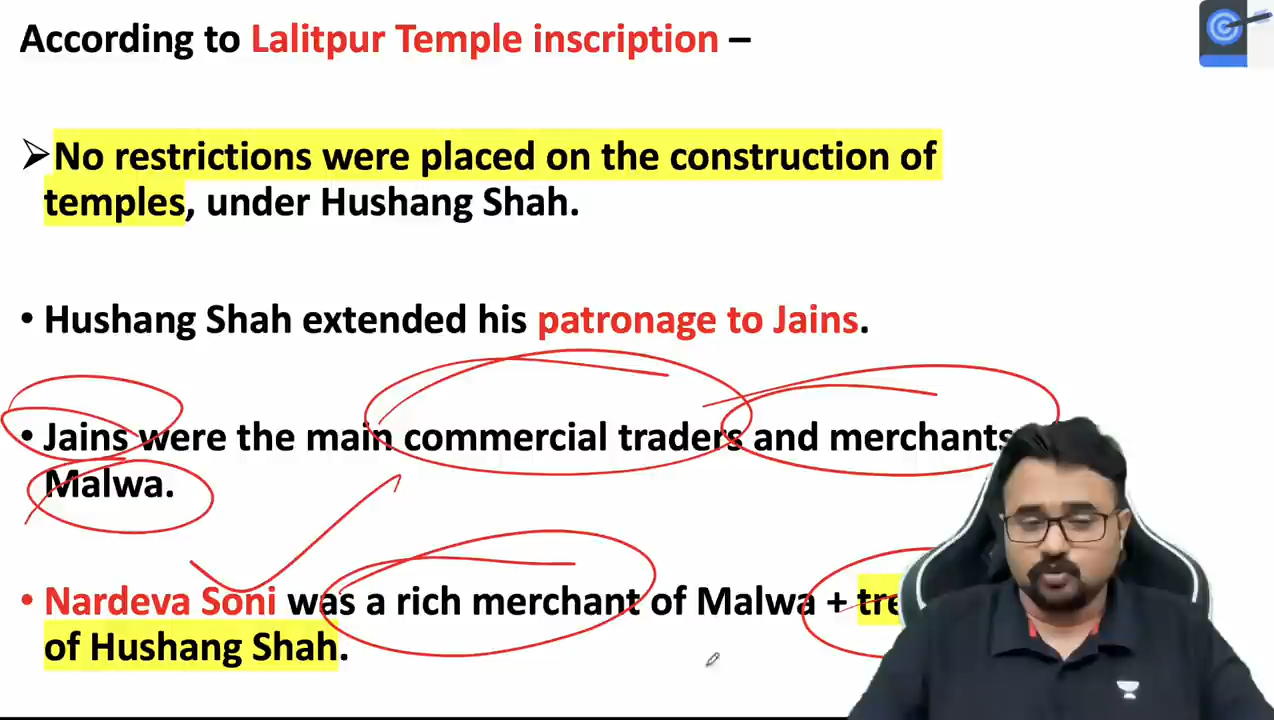 According to Lalitpur Temple inscription –
➢No restrictions were placed on the construction of
temples, under Hushang Shah.
• Hushang Shah extended his patronage to Jains.
• Jains were the main commercial traders and merchants
Malwa.
• Nardeva Soni was a rich merchant of Malwa +
of Hushang Shah.